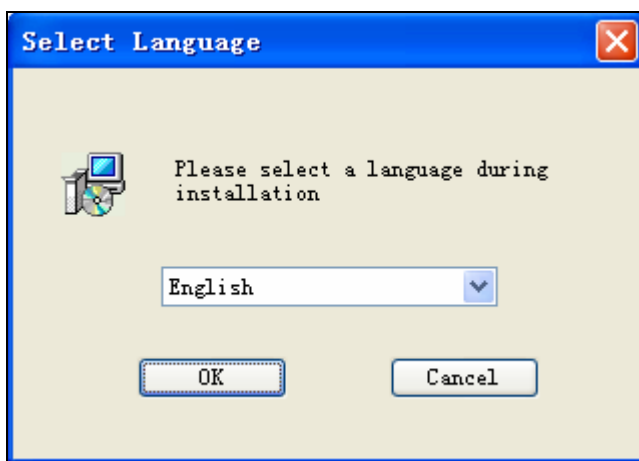 Select Language
Please select a language during
installation
English
OK
Cancel